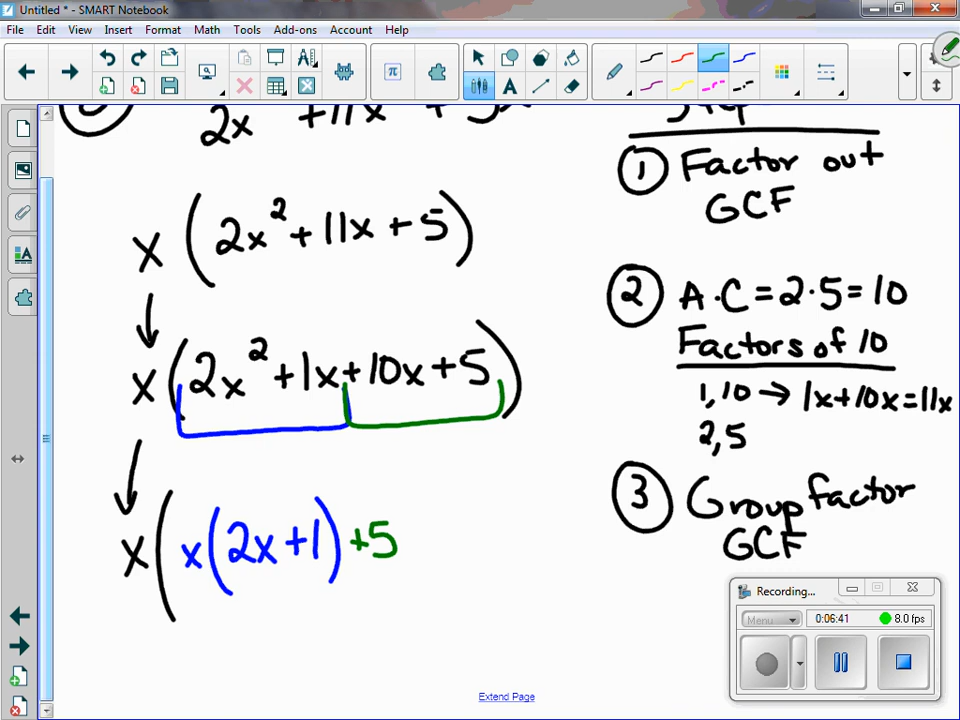 Untitled * - SMART Notebook
File Edit View Insert Format Math Tools Add-ons Account Help
2x + 11x +
x (2x² + 11x + 5)
x (2x² + 1x + 10x + 5)
x ( x (2x + 1) + 5
① Factor out
GCF
② A·C = 2·5 = 10
Factors of 10
1, 10 → 1x + 10x = 11x
2, 5
③ Group Factor
GCF
Recording...
Menu 0:06:41 8.0 fps
Extend Page